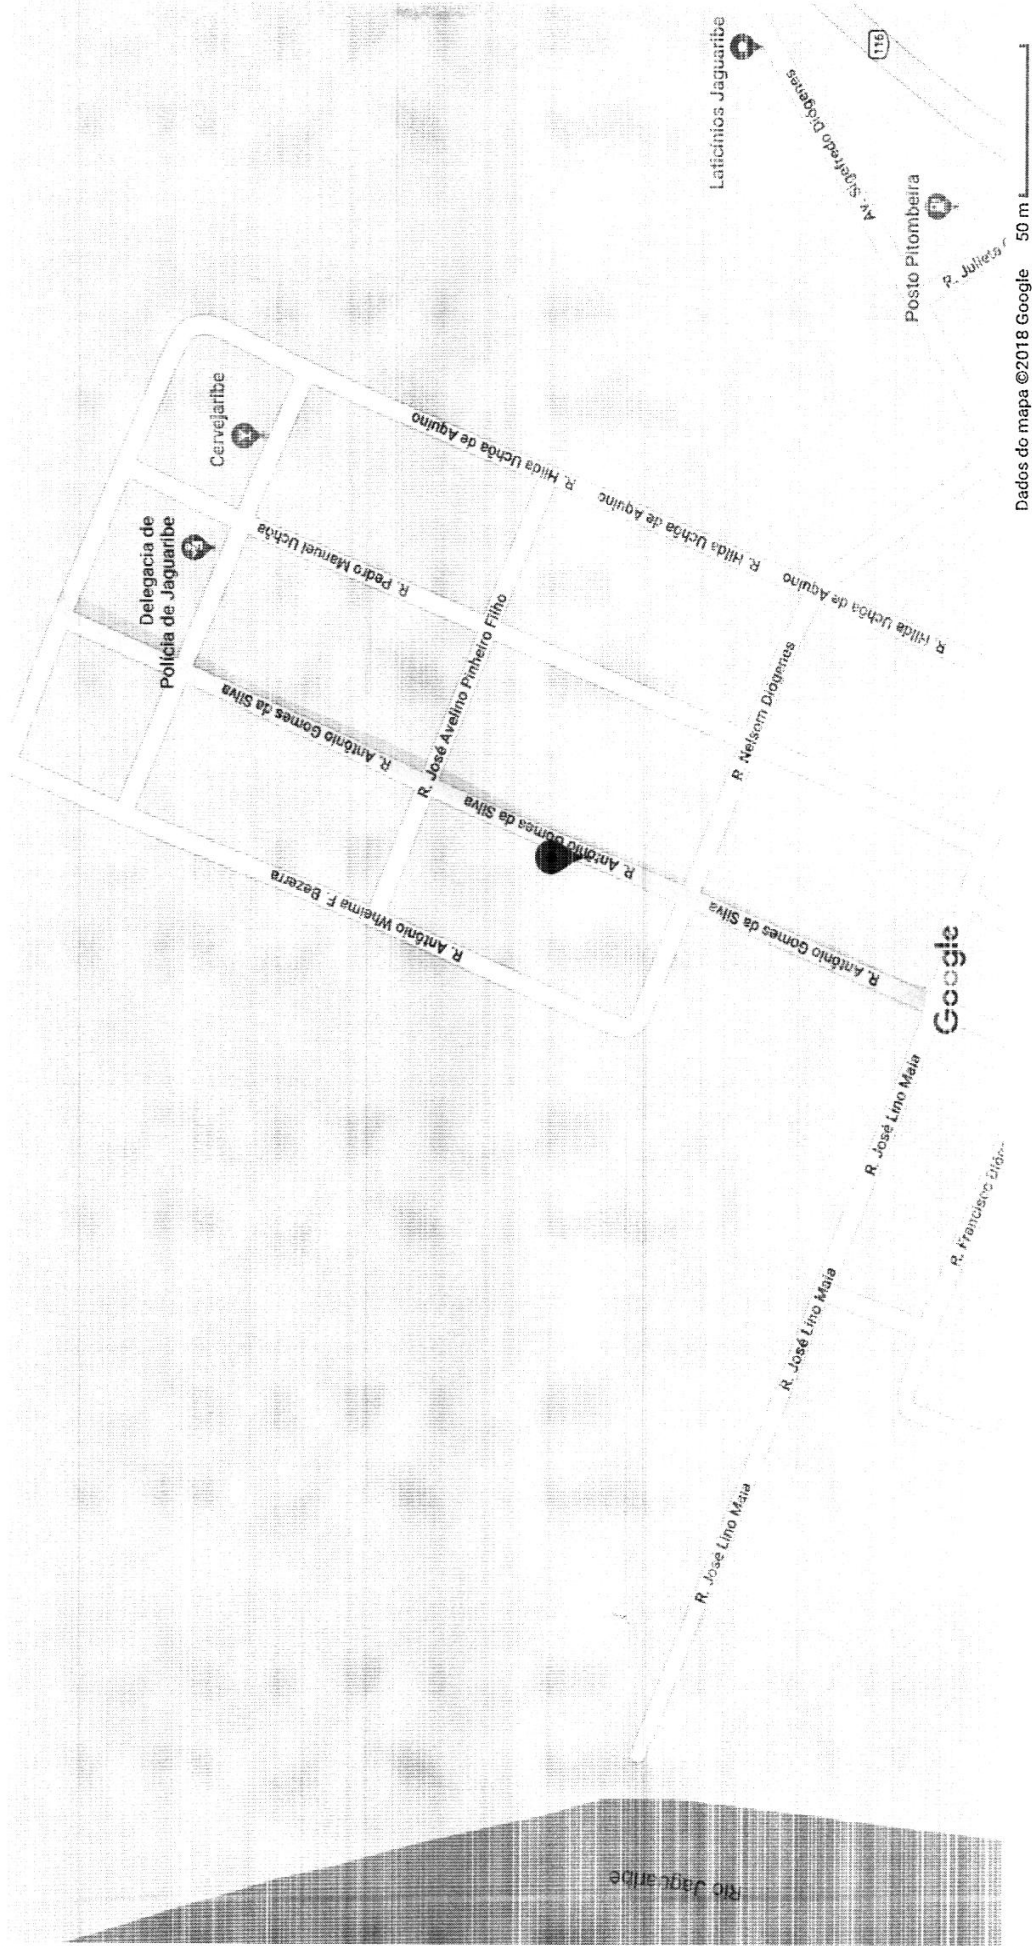 Laticínios Jaguaribe
116
Av. Sigefredo Diógenes
Posto Pitombeira
R. Julieta
Cervejaribe
Delegacia de
Polícia de Jaguaribe
R. Hilda Uchôa de Aquino
R. Hilda Uchôa de Aquino
R. Hilda Uchôa de Aquino
R. Pedro Manuel Uchôa
R. José Avelino Pinheiro Filho
R. Nelsom Diógenes
R. Antônio Gomes da Silva
R. Antônio Gomes da Silva
R. Antônio Gomes da Silva
R. Antônio Wheima F. Bezerra
Google
R. José Lino Maia
R. José Lino Maia
R. José Lino Maia
R. Francisco
Rio Jaguaribe
Dados do mapa ©2018 Google 50 m